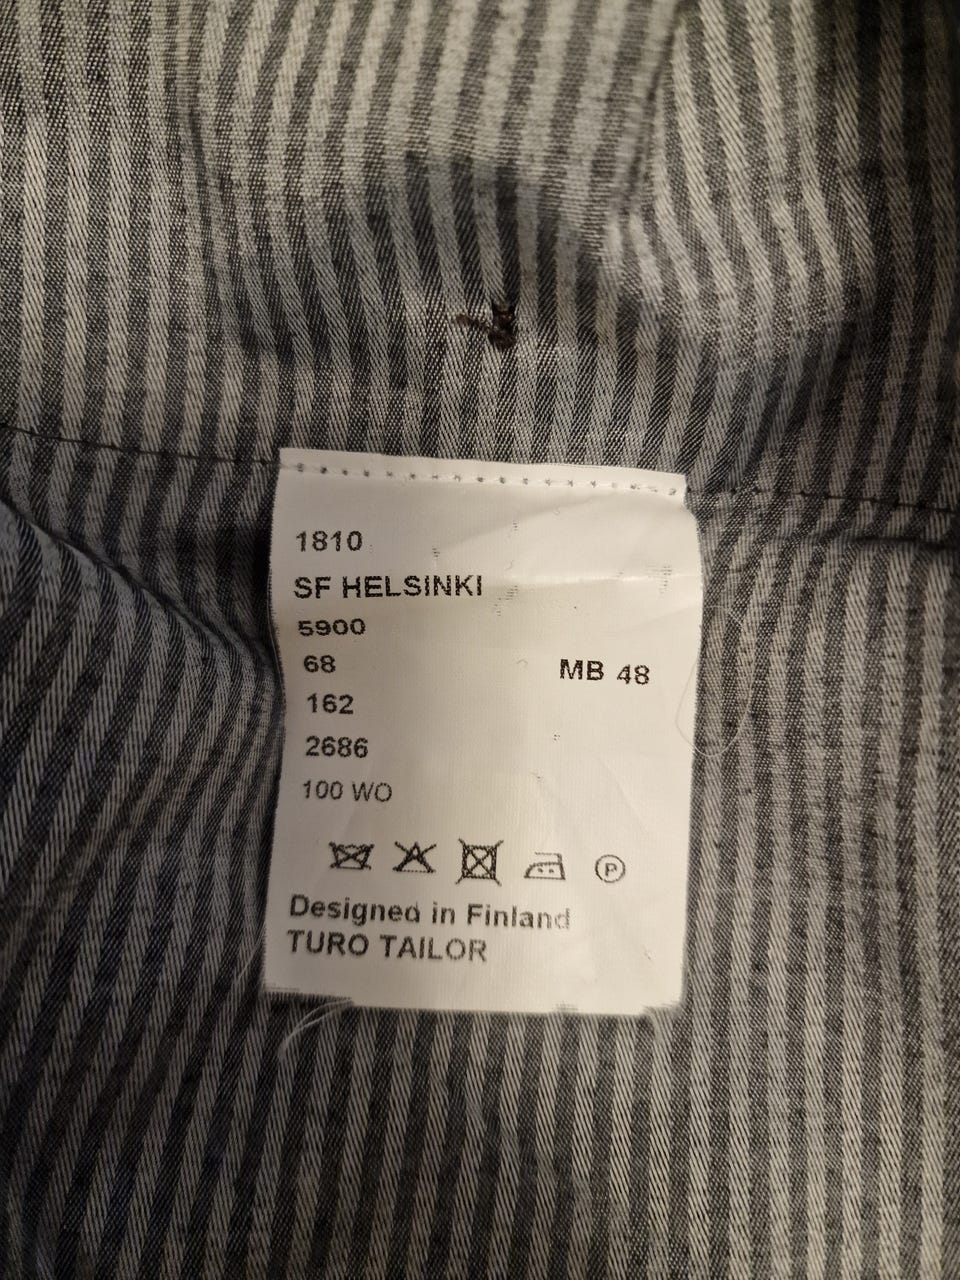 1810
SF HELSINKI
5900
68 MB 48
162
2686
100 WO
P
Designed in Finland
TURO TAILOR